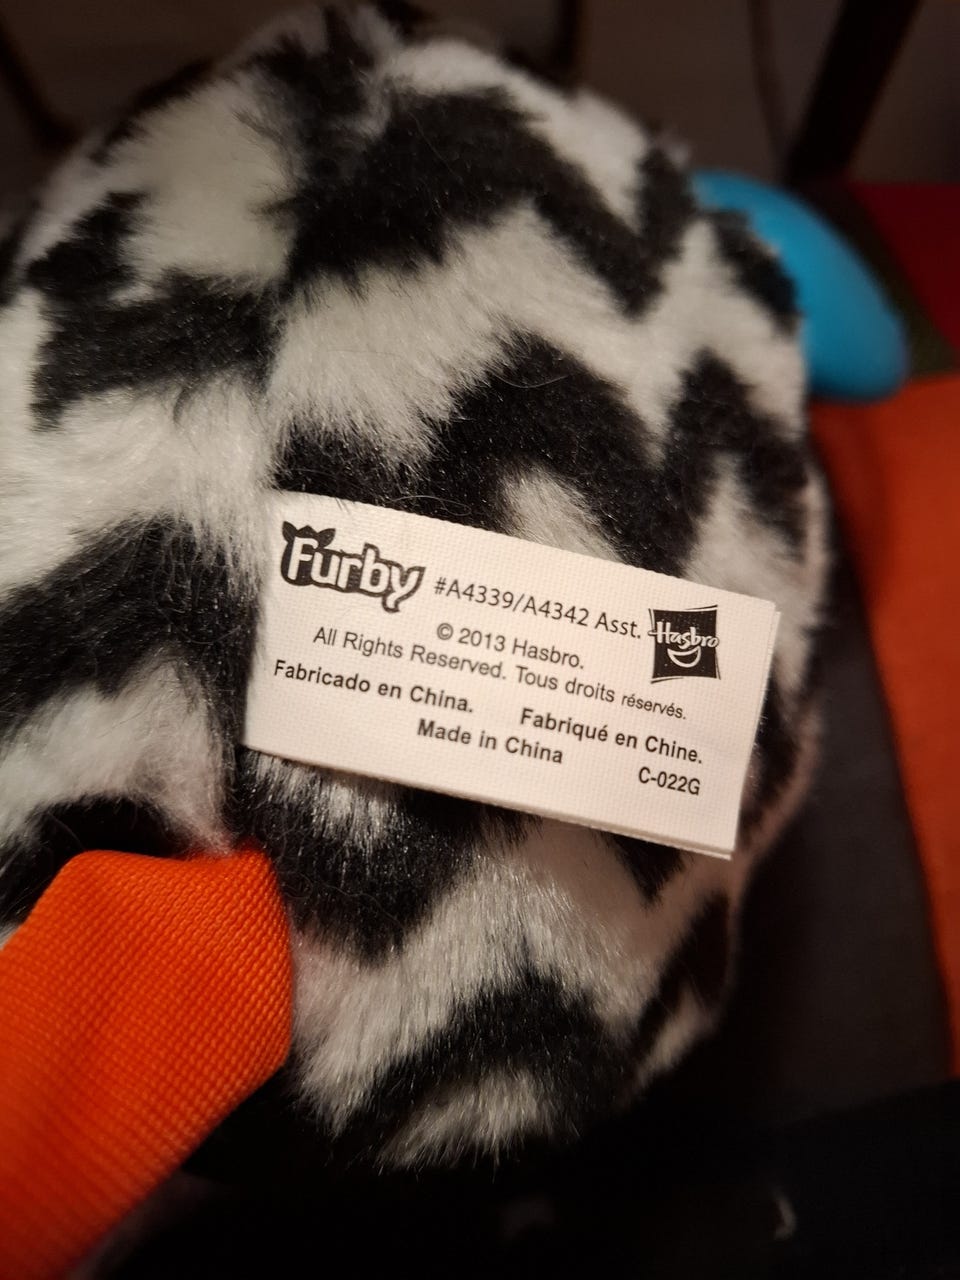 Furby #A4339/A4342 Asst. Hasbro
© 2013 Hasbro.
All Rights Reserved. Tous droits réservés.
Fabricado en China. Fabriqué en Chine.
Made in China
C-022G